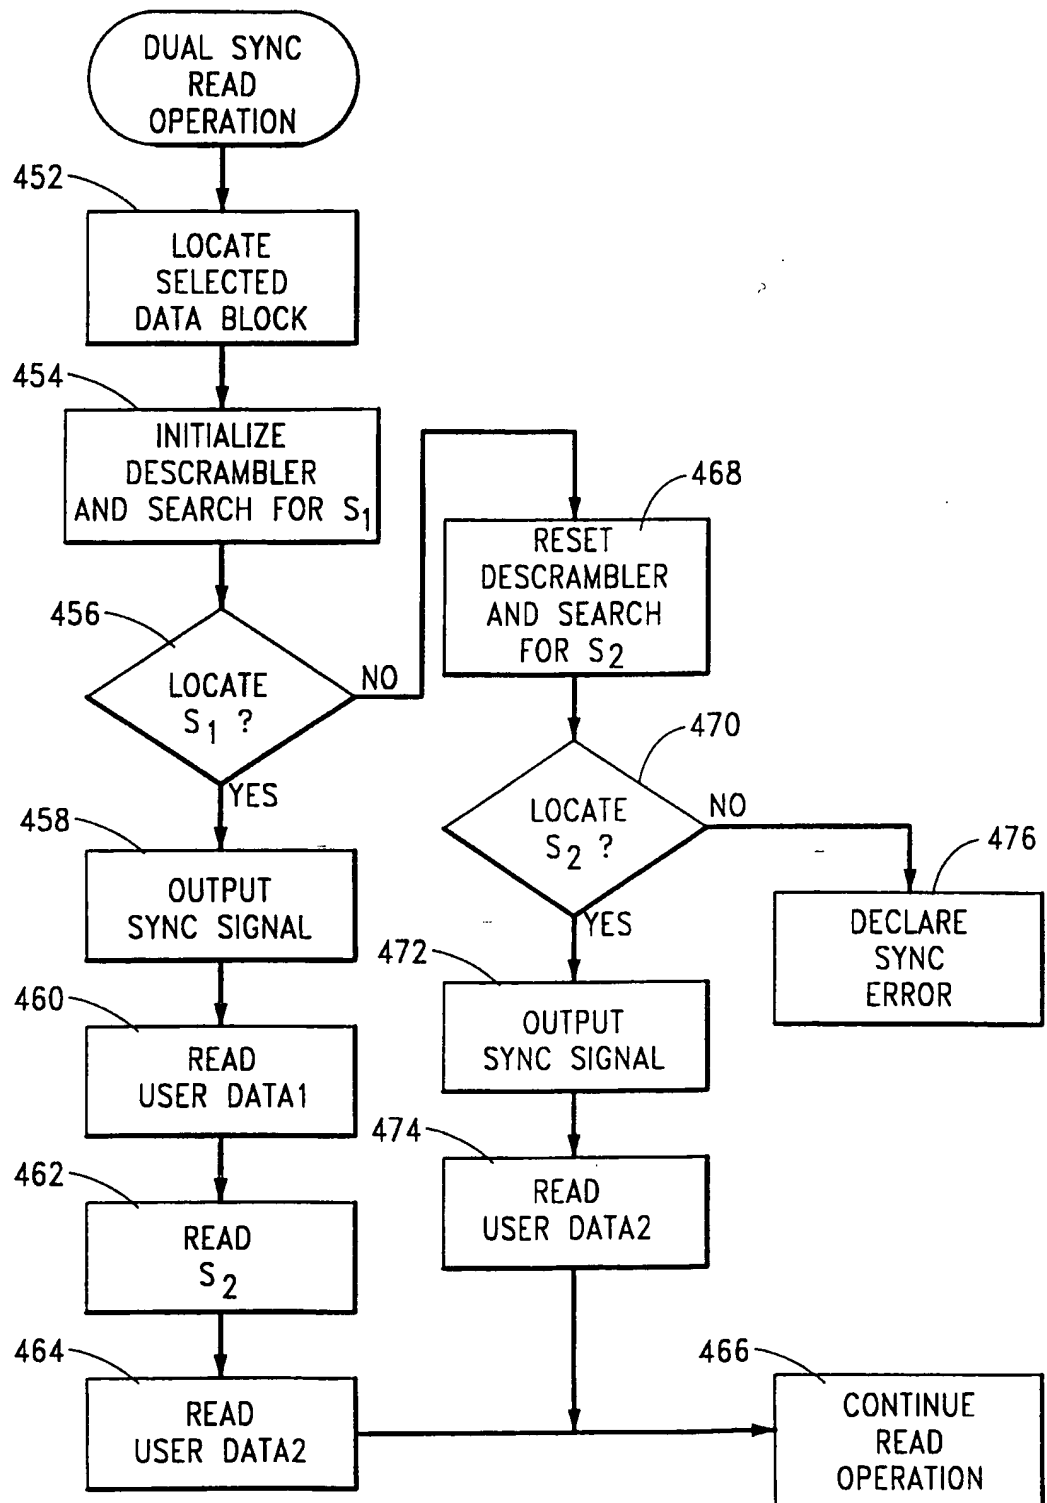 DUAL SYNC
READ
OPERATION
452
LOCATE
SELECTED
DATA BLOCK
454
INITIALIZE
DESCRAMBLER
AND SEARCH FOR S1
456
LOCATE
S1 ?
NO
YES
458
OUTPUT
SYNC SIGNAL
460
READ
USER DATA1
462
READ
S2
464
READ
USER DATA2
468
RESET
DESCRAMBLER
AND SEARCH
FOR S2
470
LOCATE
S2 ?
NO
YES
472
OUTPUT
SYNC SIGNAL
474
READ
USER DATA2
476
DECLARE
SYNC
ERROR
466
CONTINUE
READ
OPERATION